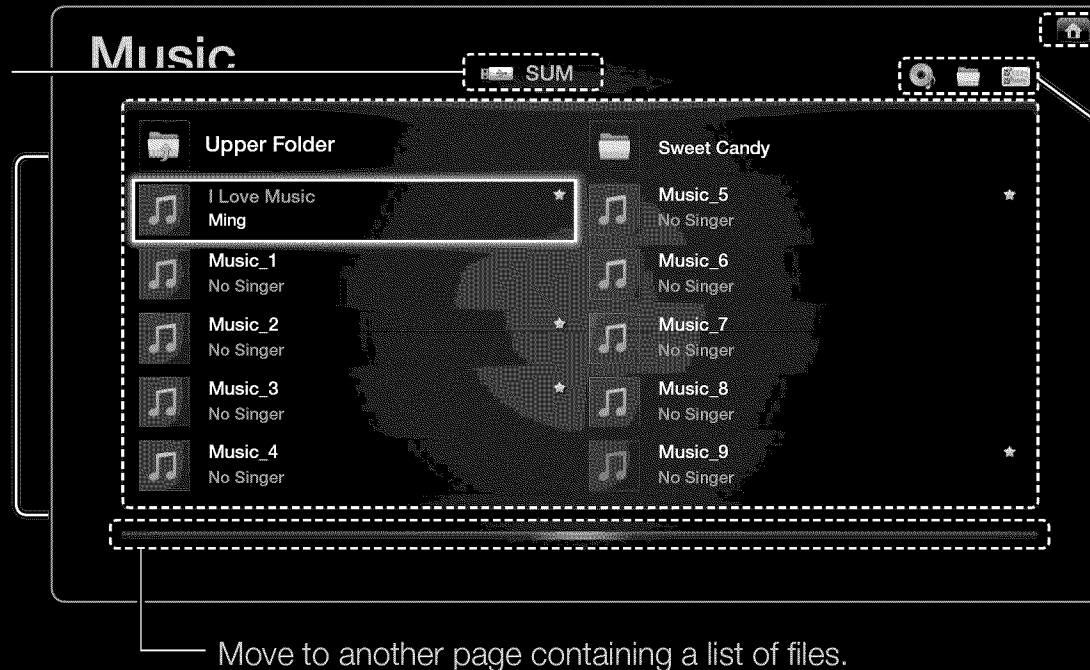 Music
SUM
Upper Folder
I Love Music
Ming
Music_1
No Singer
Music_2
No Singer
Music_3
No Singer
Music_4
No Singer
Sweet Candy
Music_5
No Singer
Music_6
No Singer
Music_7
No Singer
Music_8
No Singer
Music_9
No Singer
Move to another page containing a list of files.